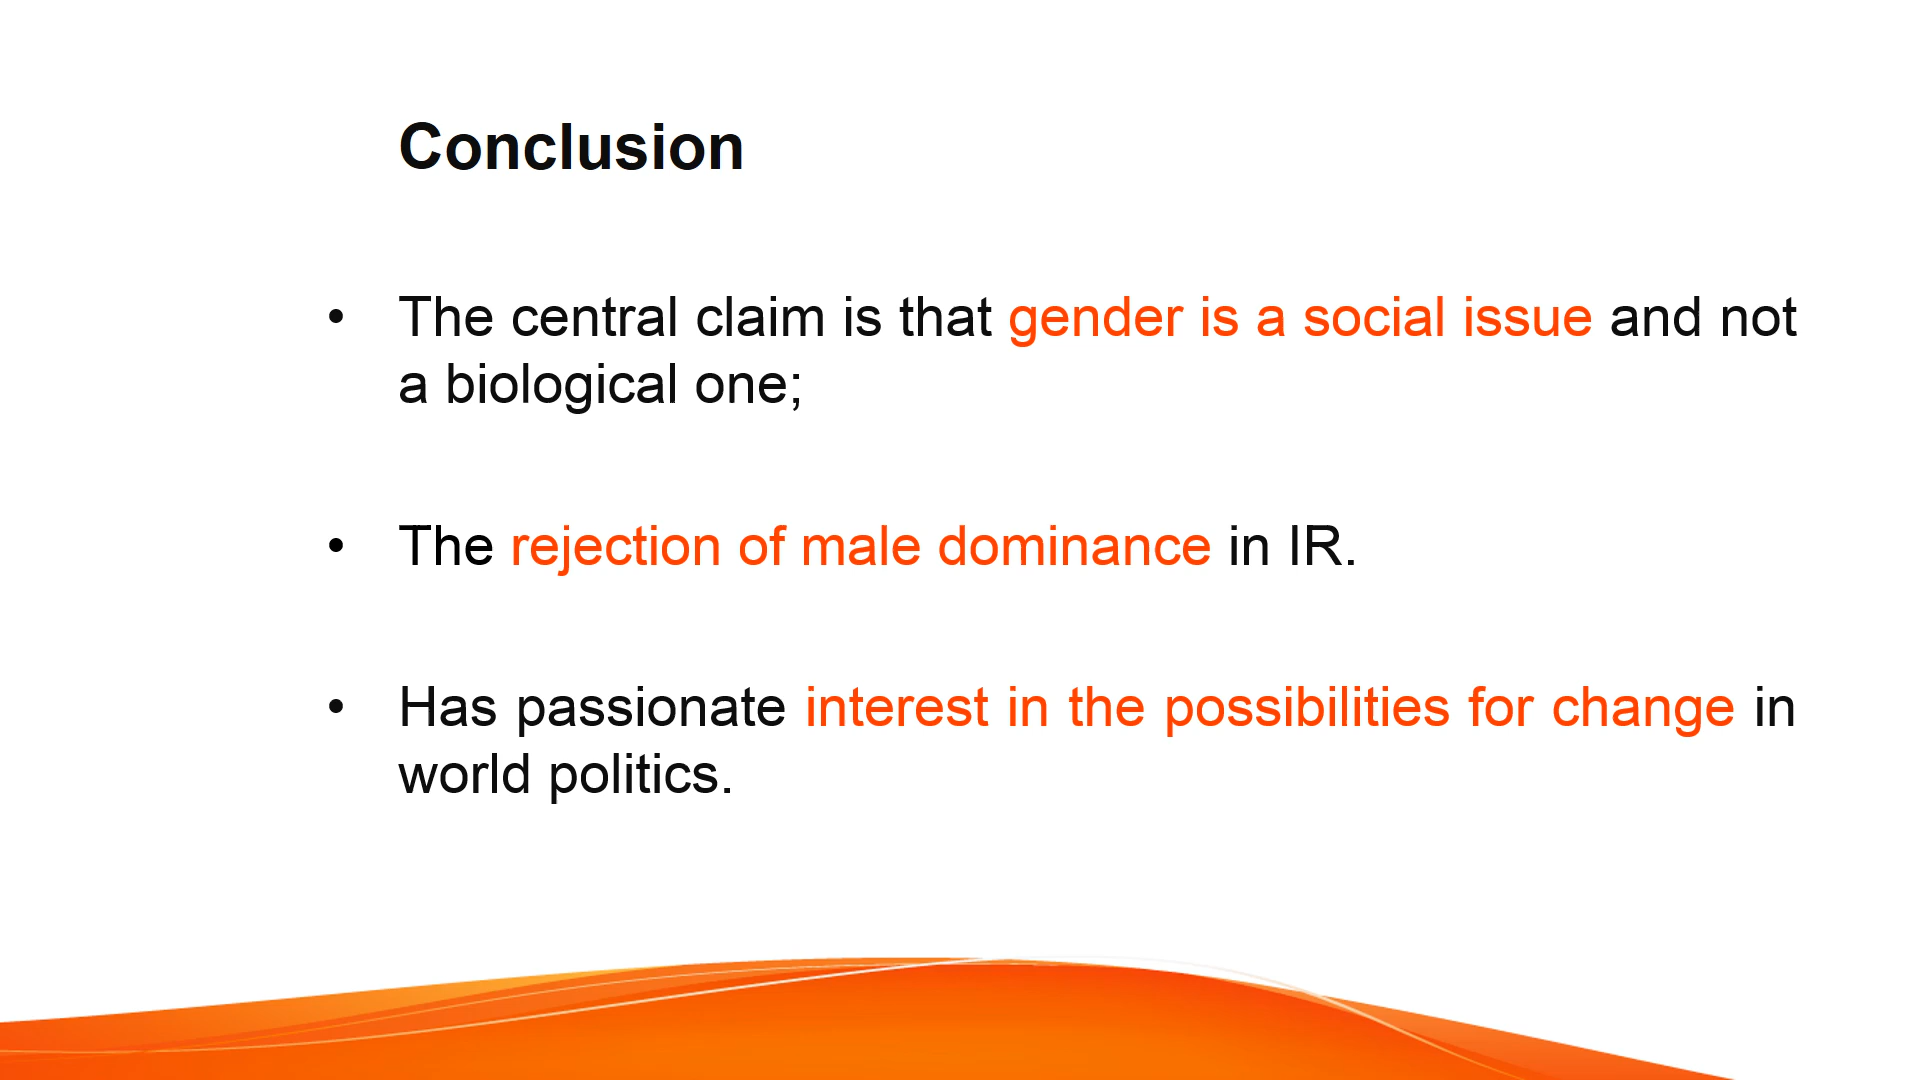 Conclusion
• The central claim is that gender is a social issue and not
a biological one;
• The rejection of male dominance in IR.
• Has passionate interest in the possibilities for change in
world politics.